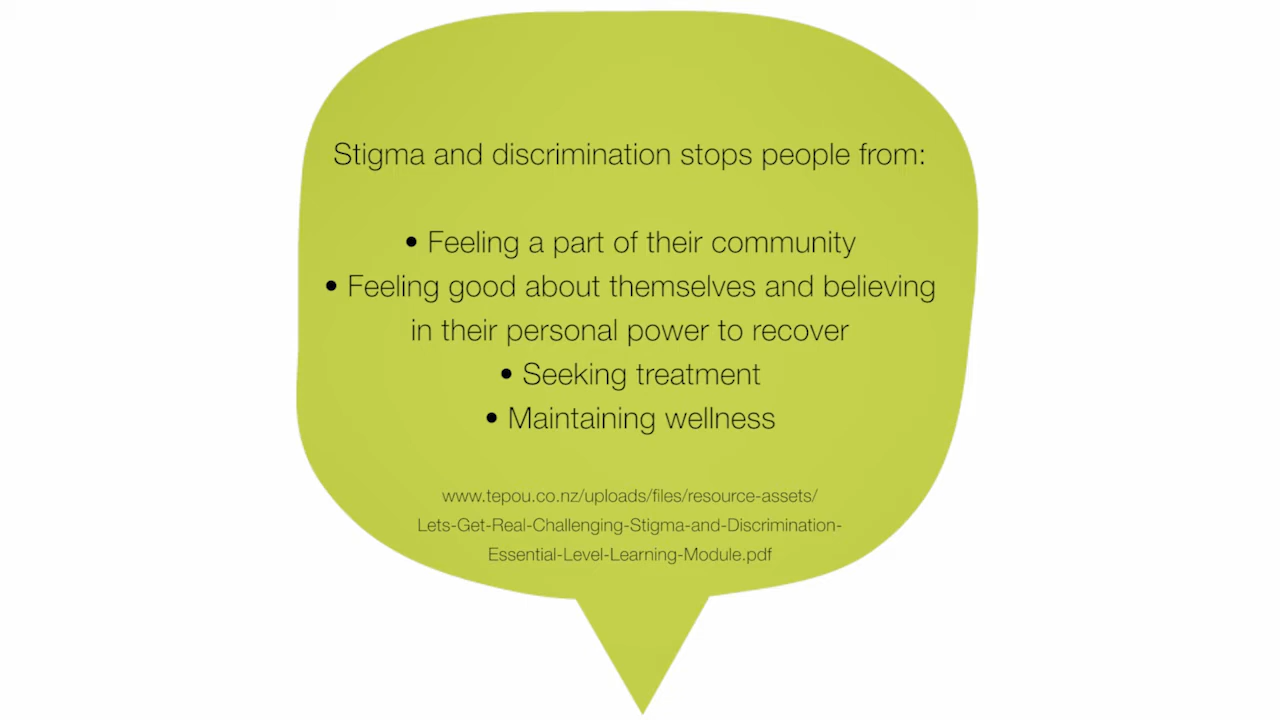 Stigma and discrimination stops people from:
• Feeling a part of their community
• Feeling good about themselves and believing
in their personal power to recover
• Seeking treatment
• Maintaining wellness
www.tepou.co.nz/uploads/files/resource-assets/
Lets-Get-Real-Challenging-Stigma-and-Discrimination-
Essential-Level-Learning-Module.pdf